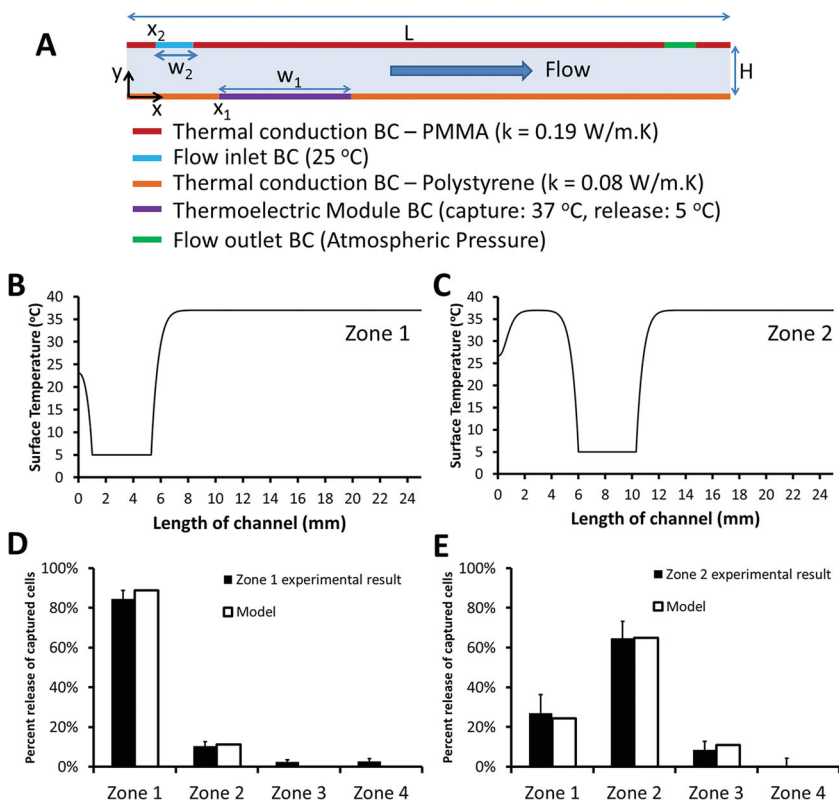 A
L
x2
w2
Flow
H
y
w1
x
x1
Thermal conduction BC – PMMA (k = 0.19 W/m.K)
Flow inlet BC (25 °C)
Thermal conduction BC – Polystyrene (k = 0.08 W/m.K)
Thermoelectric Module BC (capture: 37 °C, release: 5 °C)
Flow outlet BC (Atmospheric Pressure)
B
Surface Temperature (°C)
40
35
30
25
20
15
10
5
0
Zone 1
0 2 4 6 8 10 12 14 16 18 20 22 24
Length of channel (mm)
C
Surface Temperature (°C)
40
35
30
25
20
15
10
5
0
Zone 2
0 2 4 6 8 10 12 14 16 18 20 22 24
Length of channel (mm)
D
Percent release of captured cells
100%
80%
60%
40%
20%
0%
Zone 1 experimental result
Model
Zone 1 Zone 2 Zone 3 Zone 4
E
Percent release of captured cells
100%
80%
60%
40%
20%
0%
Zone 2 experimental result
Model
Zone 1 Zone 2 Zone 3 Zone 4